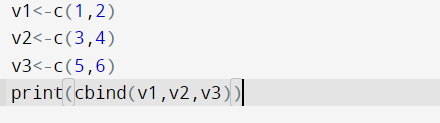 v1<-c(1,2)
v2<-c(3,4)
v3<-c(5,6)
print(cbind(v1,v2,v3))